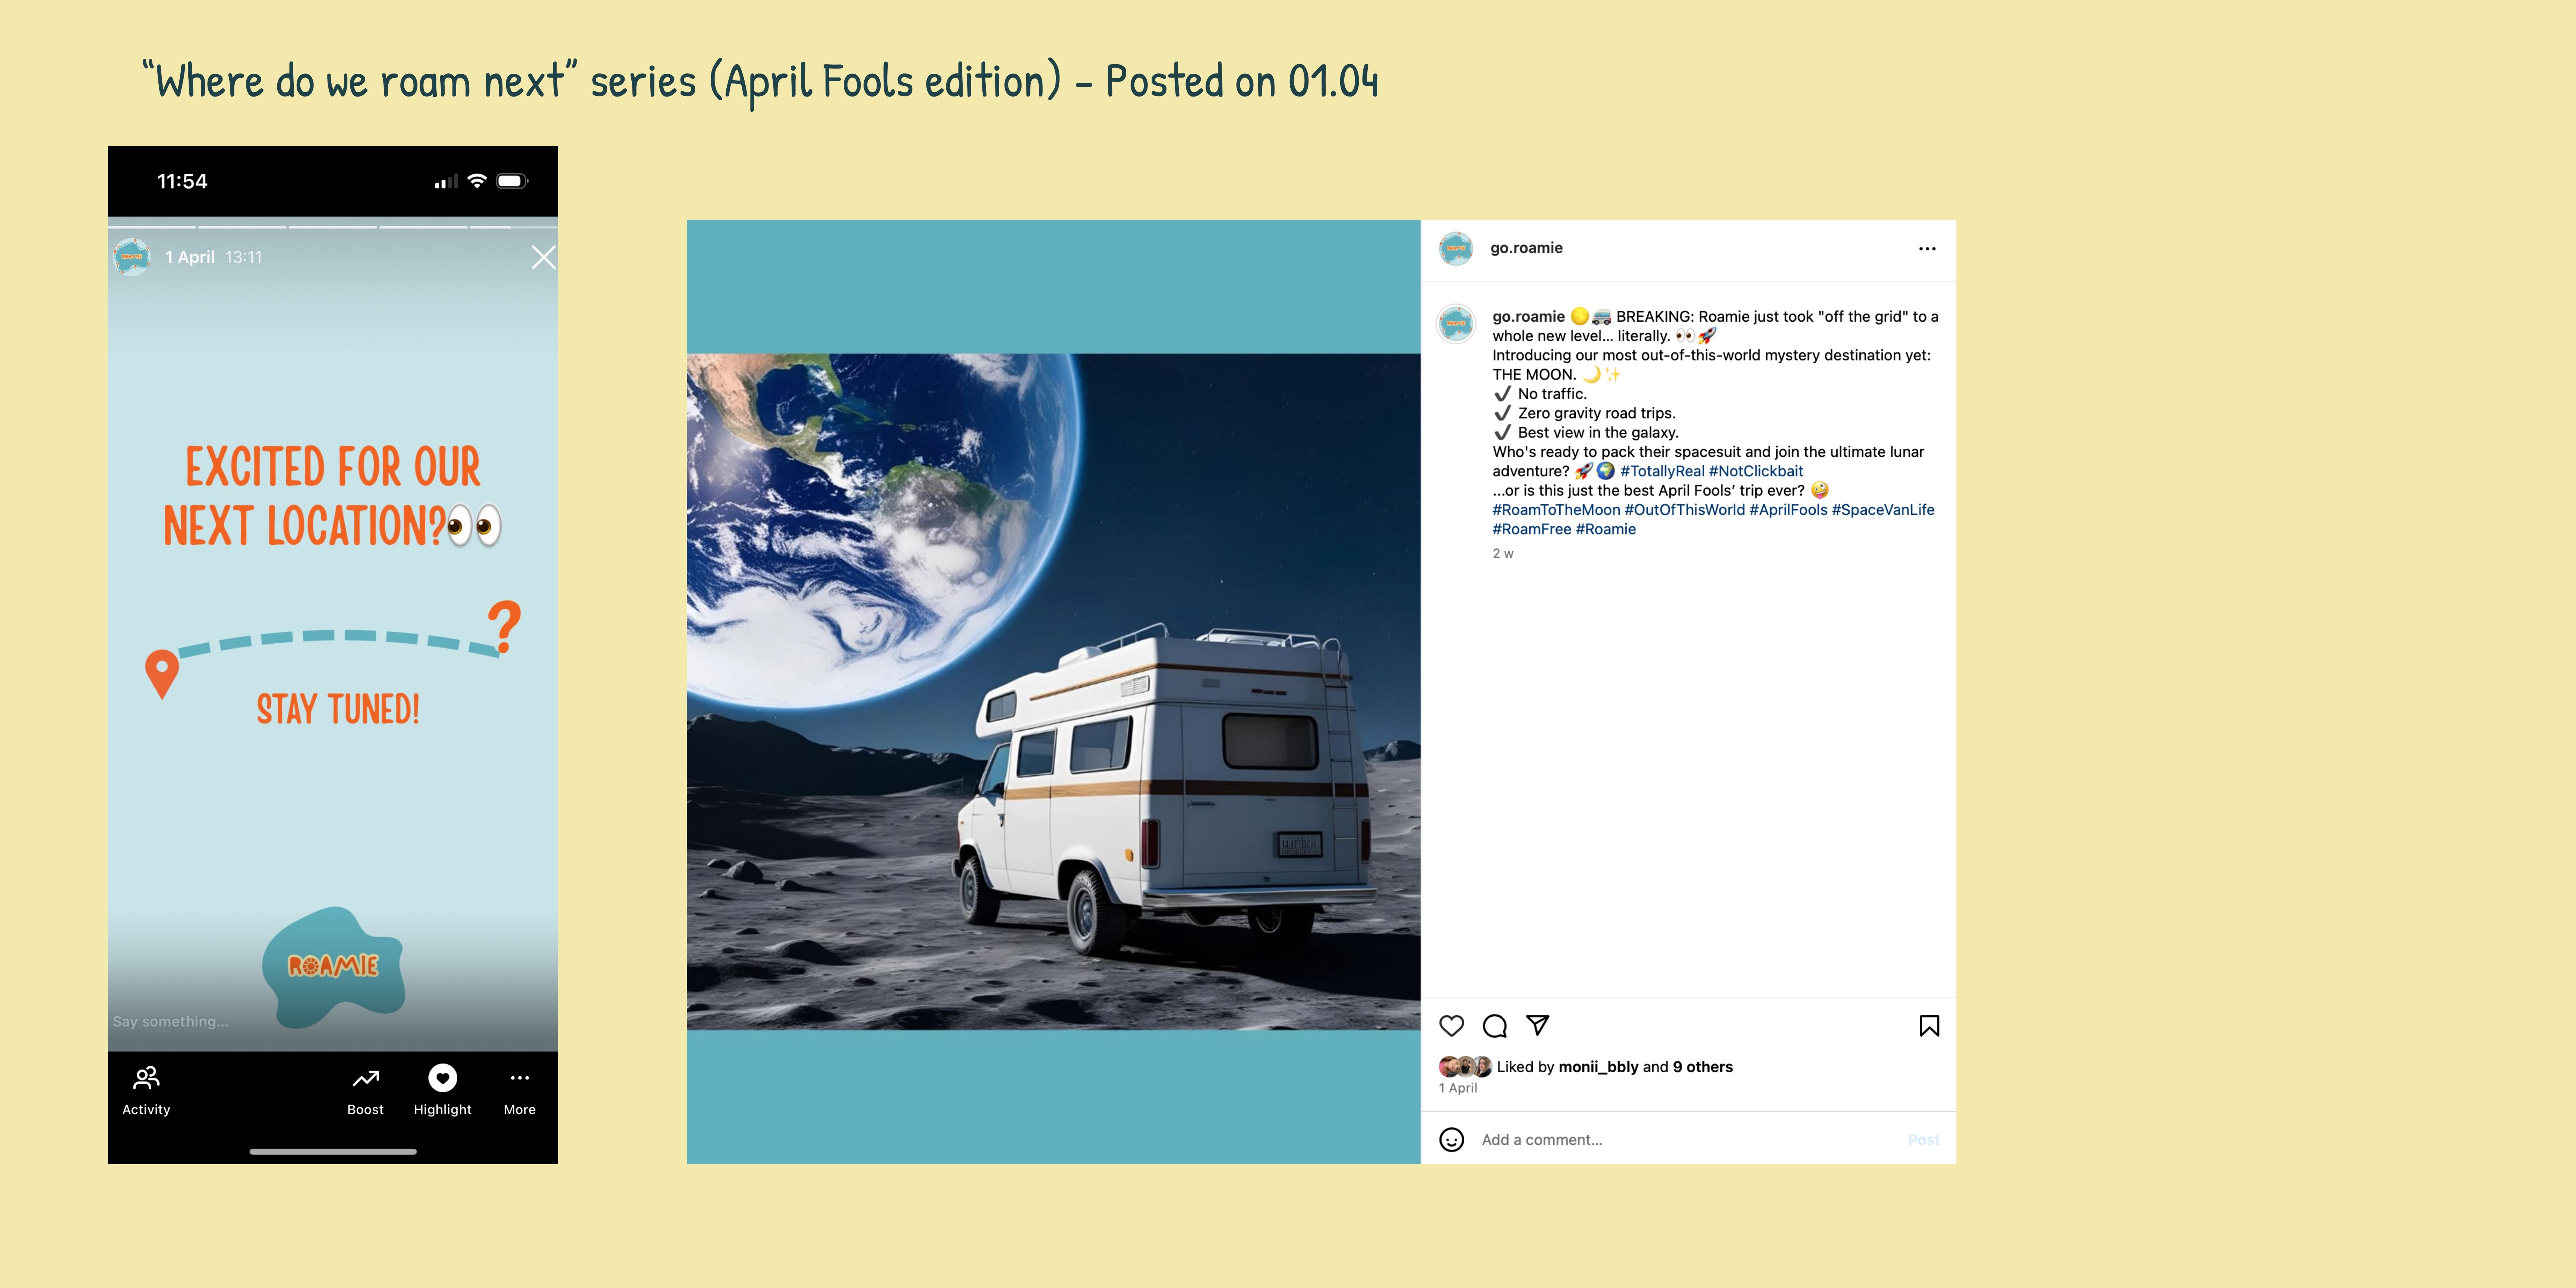 “Where do we roam next” series (April Fools edition) – Posted on 01.04
11:54
1 April 13:11
EXCITED FOR OUR
NEXT LOCATION?👀
?
STAY TUNED!
ROAMIE
Say something...
Activity
Boost
Highlight
More
go.roamie
go.roamie 🌕🚐 BREAKING: Roamie just took "off the grid" to a
whole new level... literally. 👀🚀
Introducing our most out-of-this-world mystery destination yet:
THE MOON. 🌙✨
✔ No traffic.
✔ Zero gravity road trips.
✔ Best view in the galaxy.
Who's ready to pack their spacesuit and join the ultimate lunar
adventure? 🚀🌍 #TotallyReal #NotClickbait
...or is this just the best April Fools’ trip ever? 🤪
#RoamToTheMoon #OutOfThisWorld #AprilFools #SpaceVanLife
#RoamFree #Roamie
2 w
Liked by monii_bbly and 9 others
1 April
Add a comment...
Post